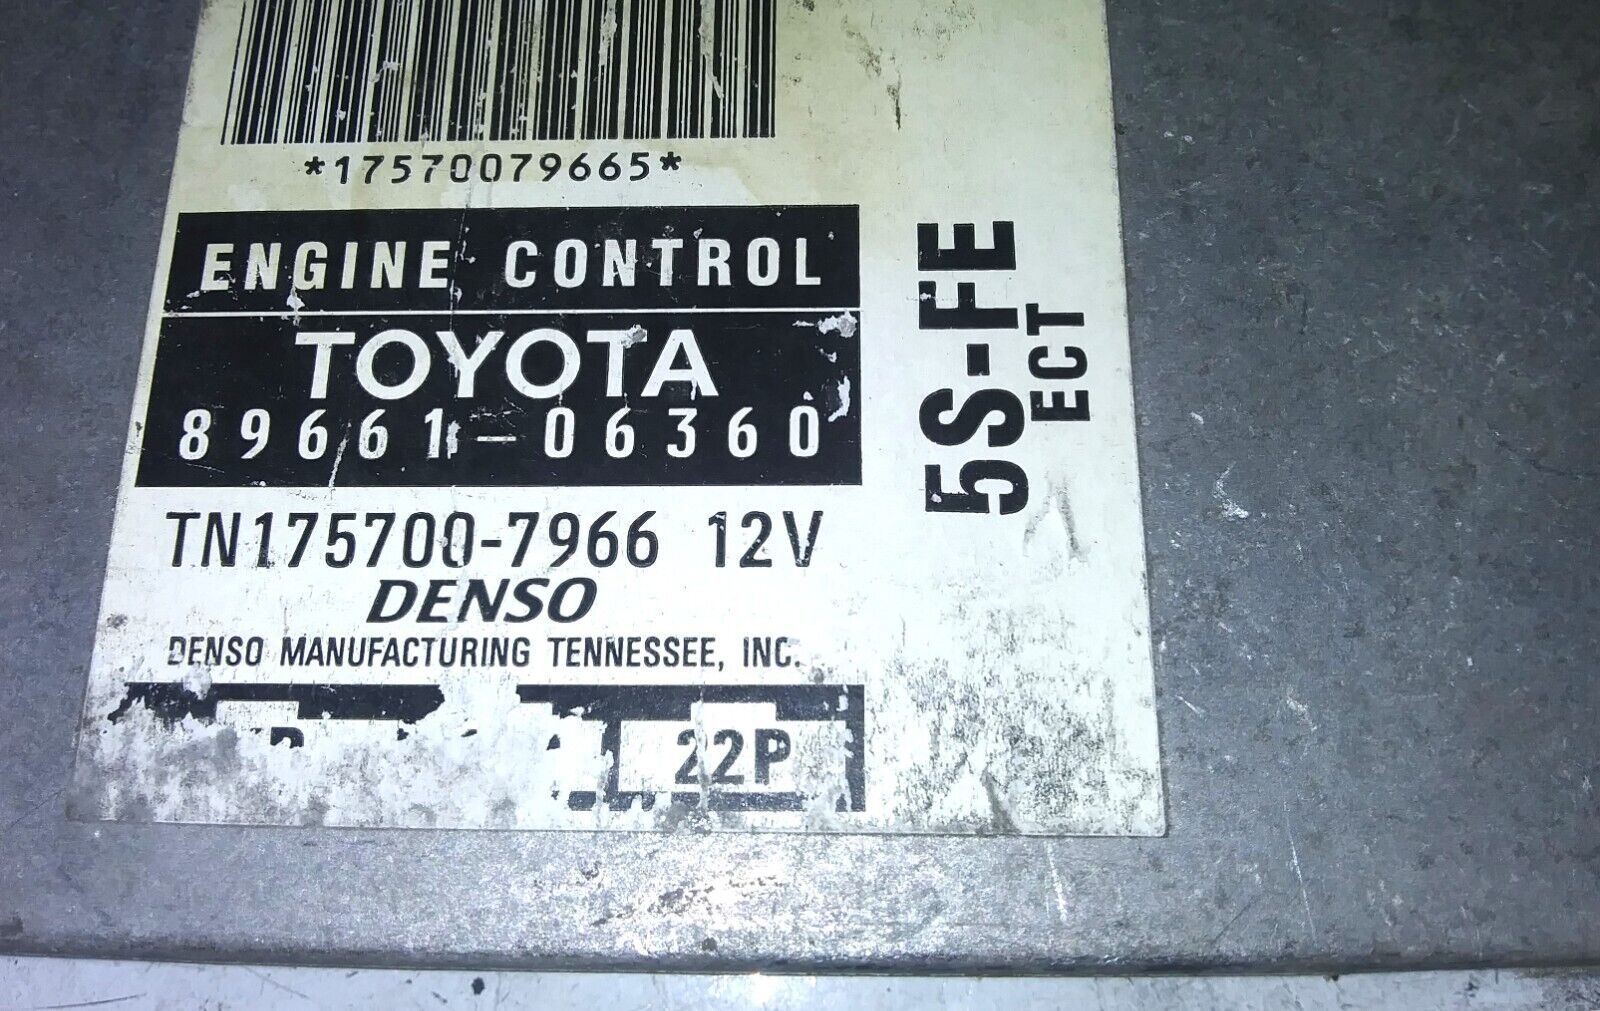 *17570079665*
ENGINE CONTROL
TOYOTA
89661-06360
TN175700-7966 12V
DENSO
DENSO MANUFACTURING TENNESSEE, INC.
22P
5S-FE
ECT